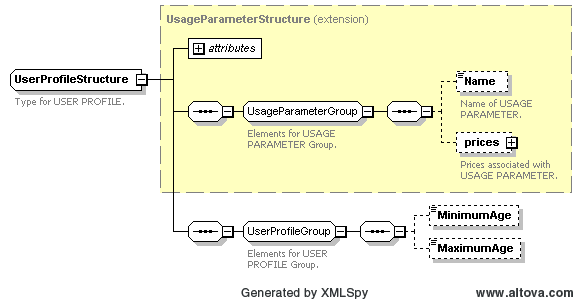 UsageParameterStructure (extension)
attributes
UserProfileStructure
Type for USER PROFILE.
UsageParameterGroup
Elements for USAGE
PARAMETER Group.
Name
Name of USAGE
PARAMETER.
prices
Prices associated with
USAGE PARAMETER.
UserProfileGroup
Elements for USER
PROFILE Group.
MinimumAge
MaximumAge
Generated by XMLSpy
www.altova.com